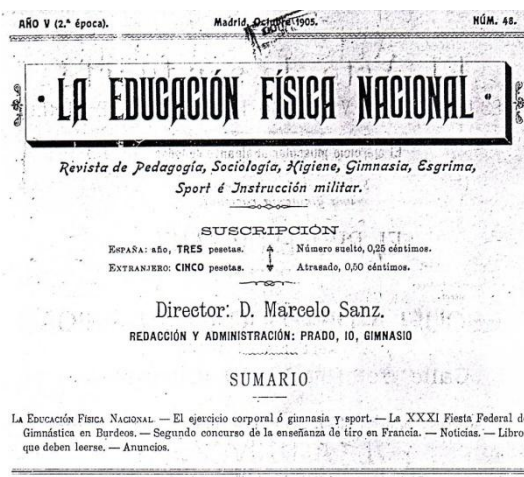 AÑO V (2.ª época).
Madrid, Octubre 1905.
NÚM. 48.
· LA EDUCACIÓN FÍSICA NACIONAL ·
Revista de Pedagogía, Sociología, Higiene, Gimnasia, Esgrima,
Sport é Instrucción militar.
SUSCRIPCIÓN
ESPAÑA: año, TRES pesetas.
EXTRANJERO: CINCO pesetas.
Número suelto, 0,25 céntimos.
Atrasado, 0,50 céntimos.
Director: D. Marcelo Sanz.
REDACCIÓN Y ADMINISTRACIÓN: PRADO, 10, GIMNASIO
SUMARIO
LA EDUCACIÓN FÍSICA NACIONAL — El ejercicio corporal ó gimnasia y sport. — La XXXI Fiesta Federal de
Gimnástica en Burdeos. — Segundo concurso de la enseñanza de tiro en Francia. — Noticias. — Libro
que deben leerse. — Anuncios.